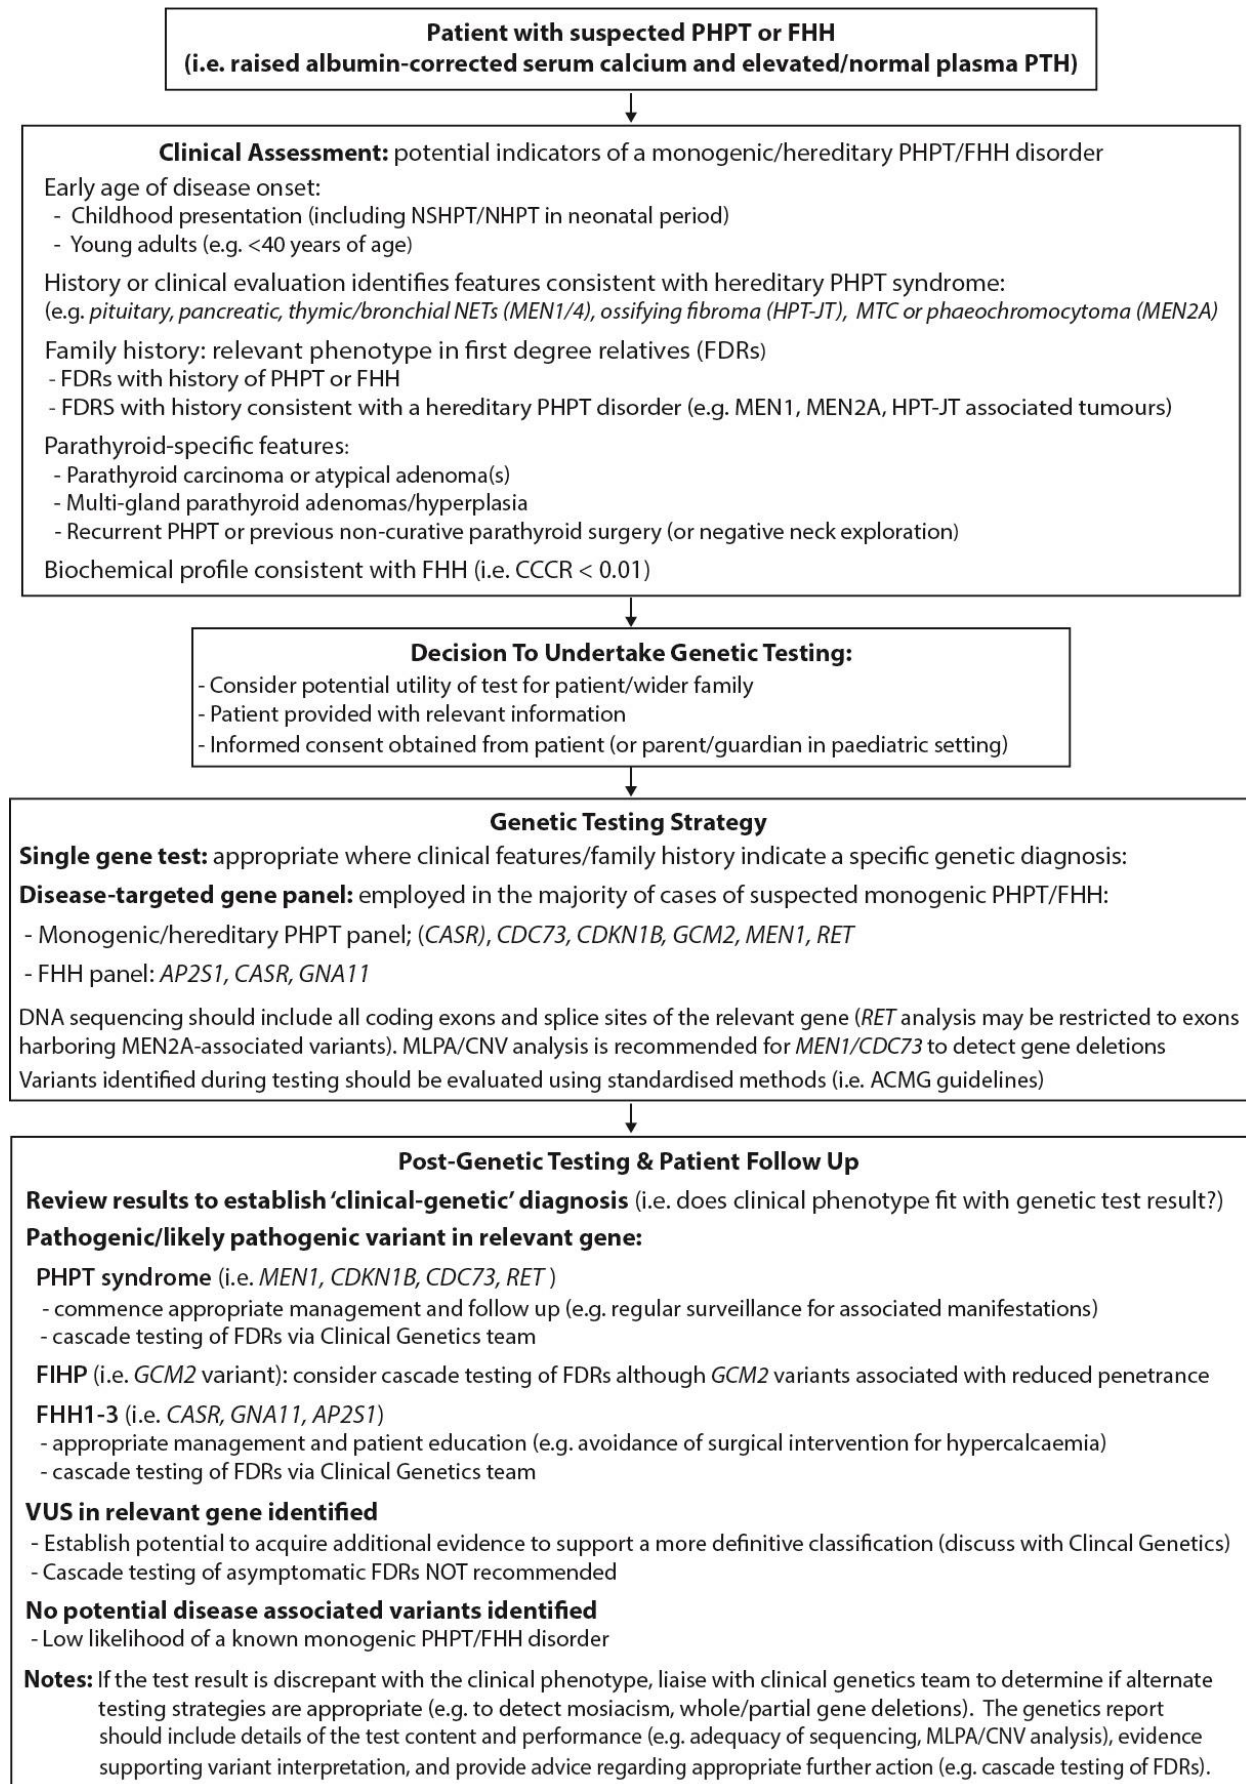 Patient with suspected PHPT or FHH
(i.e. raised albumin-corrected serum calcium and elevated/normal plasma PTH)
Clinical Assessment: potential indicators of a monogenic/hereditary PHPT/FHH disorder
Early age of disease onset:
- Childhood presentation (including NSHPT/NHPT in neonatal period)
- Young adults (e.g. <40 years of age)
History or clinical evaluation identifies features consistent with hereditary PHPT syndrome:
(e.g. pituitary, pancreatic, thymic/bronchial NETs (MEN1/4), ossifying fibroma (HPT-JT), MTC or phaeochromocytoma (MEN2A)
Family history: relevant phenotype in first degree relatives (FDRs)
- FDRs with history of PHPT or FHH
- FDRS with history consistent with a hereditary PHPT disorder (e.g. MEN1, MEN2A, HPT-JT associated tumours)
Parathyroid-specific features:
- Parathyroid carcinoma or atypical adenoma(s)
- Multi-gland parathyroid adenomas/hyperplasia
- Recurrent PHPT or previous non-curative parathyroid surgery (or negative neck exploration)
Biochemical profile consistent with FHH (i.e. CCCR < 0.01)
Decision To Undertake Genetic Testing:
- Consider potential utility of test for patient/wider family
- Patient provided with relevant information
- Informed consent obtained from patient (or parent/guardian in paediatric setting)
Genetic Testing Strategy
Single gene test: appropriate where clinical features/family history indicate a specific genetic diagnosis:
Disease-targeted gene panel: employed in the majority of cases of suspected monogenic PHPT/FHH:
- Monogenic/hereditary PHPT panel; (CASR), CDC73, CDKN1B, GCM2, MEN1, RET
- FHH panel: AP2S1, CASR, GNA11
DNA sequencing should include all coding exons and splice sites of the relevant gene (RET analysis may be restricted to exons
harboring MEN2A-associated variants). MLPA/CNV analysis is recommended for MEN1/CDC73 to detect gene deletions
Variants identified during testing should be evaluated using standardised methods (i.e. ACMG guidelines)
Post-Genetic Testing & Patient Follow Up
Review results to establish ‘clinical-genetic’ diagnosis (i.e. does clinical phenotype fit with genetic test result?)
Pathogenic/likely pathogenic variant in relevant gene:
PHPT syndrome (i.e. MEN1, CDKN1B, CDC73, RET )
- commence appropriate management and follow up (e.g. regular surveillance for associated manifestations)
- cascade testing of FDRs via Clinical Genetics team
FIHP (i.e. GCM2 variant): consider cascade testing of FDRs although GCM2 variants associated with reduced penetrance
FHH1-3 (i.e. CASR, GNA11, AP2S1)
- appropriate management and patient education (e.g. avoidance of surgical intervention for hypercalcaemia)
- cascade testing of FDRs via Clinical Genetics team
VUS in relevant gene identified
- Establish potential to acquire additional evidence to support a more definitive classification (discuss with Clincal Genetics)
- Cascade testing of asymptomatic FDRs NOT recommended
No potential disease associated variants identified
- Low likelihood of a known monogenic PHPT/FHH disorder
Notes: If the test result is discrepant with the clinical phenotype, liaise with clinical genetics team to determine if alternate
testing strategies are appropriate (e.g. to detect mosiacism, whole/partial gene deletions). The genetics report
should include details of the test content and performance (e.g. adequacy of sequencing, MLPA/CNV analysis), evidence
supporting variant interpretation, and provide advice regarding appropriate further action (e.g. cascade testing of FDRs).